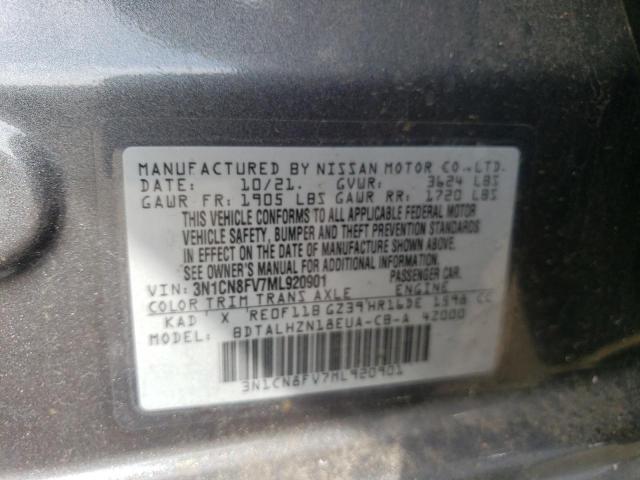 MANUFACTURED BY NISSAN MOTOR CO.,LTD.
DATE: 10/21. GVWR: 3624 LBS
GAWR FR: 1905 LBS GAWR RR: 1720 LBS
THIS VEHICLE CONFORMS TO ALL APPLICABLE FEDERAL MOTOR
VEHICLE SAFETY, BUMPER AND THEFT PREVENTION STANDARDS
IN EFFECT ON THE DATE OF MANUFACTURE SHOWN ABOVE.
SEE OWNER'S MANUAL FOR ADDITIONAL INFORMATION.
VIN: 3N1CN8FV7ML920901 PASSENGER CAR
COLOR TRIM TRANS AXLE ENGINE
KAD X RE0F11B GZ39 HR16DE 1598 CC
MODEL: BDTALHZN18EUA-CB-A 42000
3N1CN8FV7ML920901